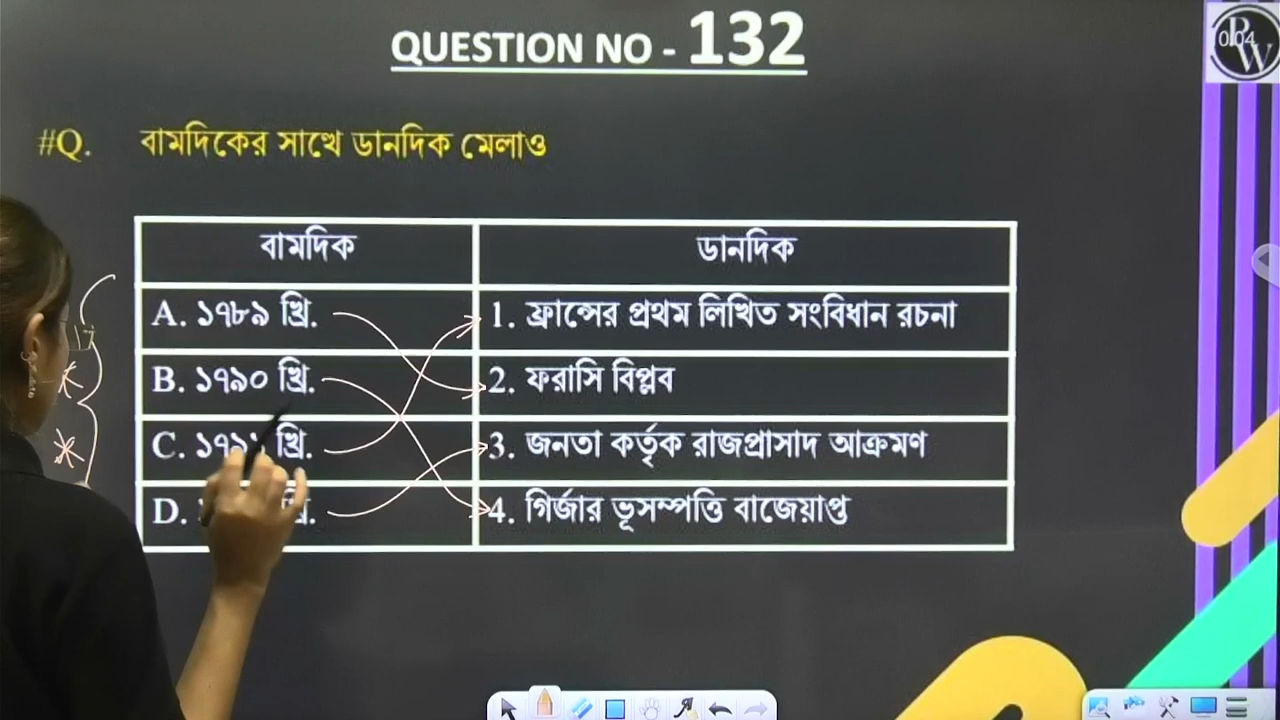 QUESTION NO - 132
#Q. বামদিকের সাথে ডানদিক মেলাও
বামদিক ডানদিক
A. ১৭৮৯ খ্রি. 1. ফ্রান্সের প্রথম লিখিত সংবিধান রচনা
B. ১৭৯০ খ্রি. 2. ফরাসি বিপ্লব
C. খ্রি. 3. জনতা কর্তৃক রাজপ্রাসাদ আক্রমণ
D. 4. গির্জার ভূসম্পত্তি বাজেয়াপ্ত
PW